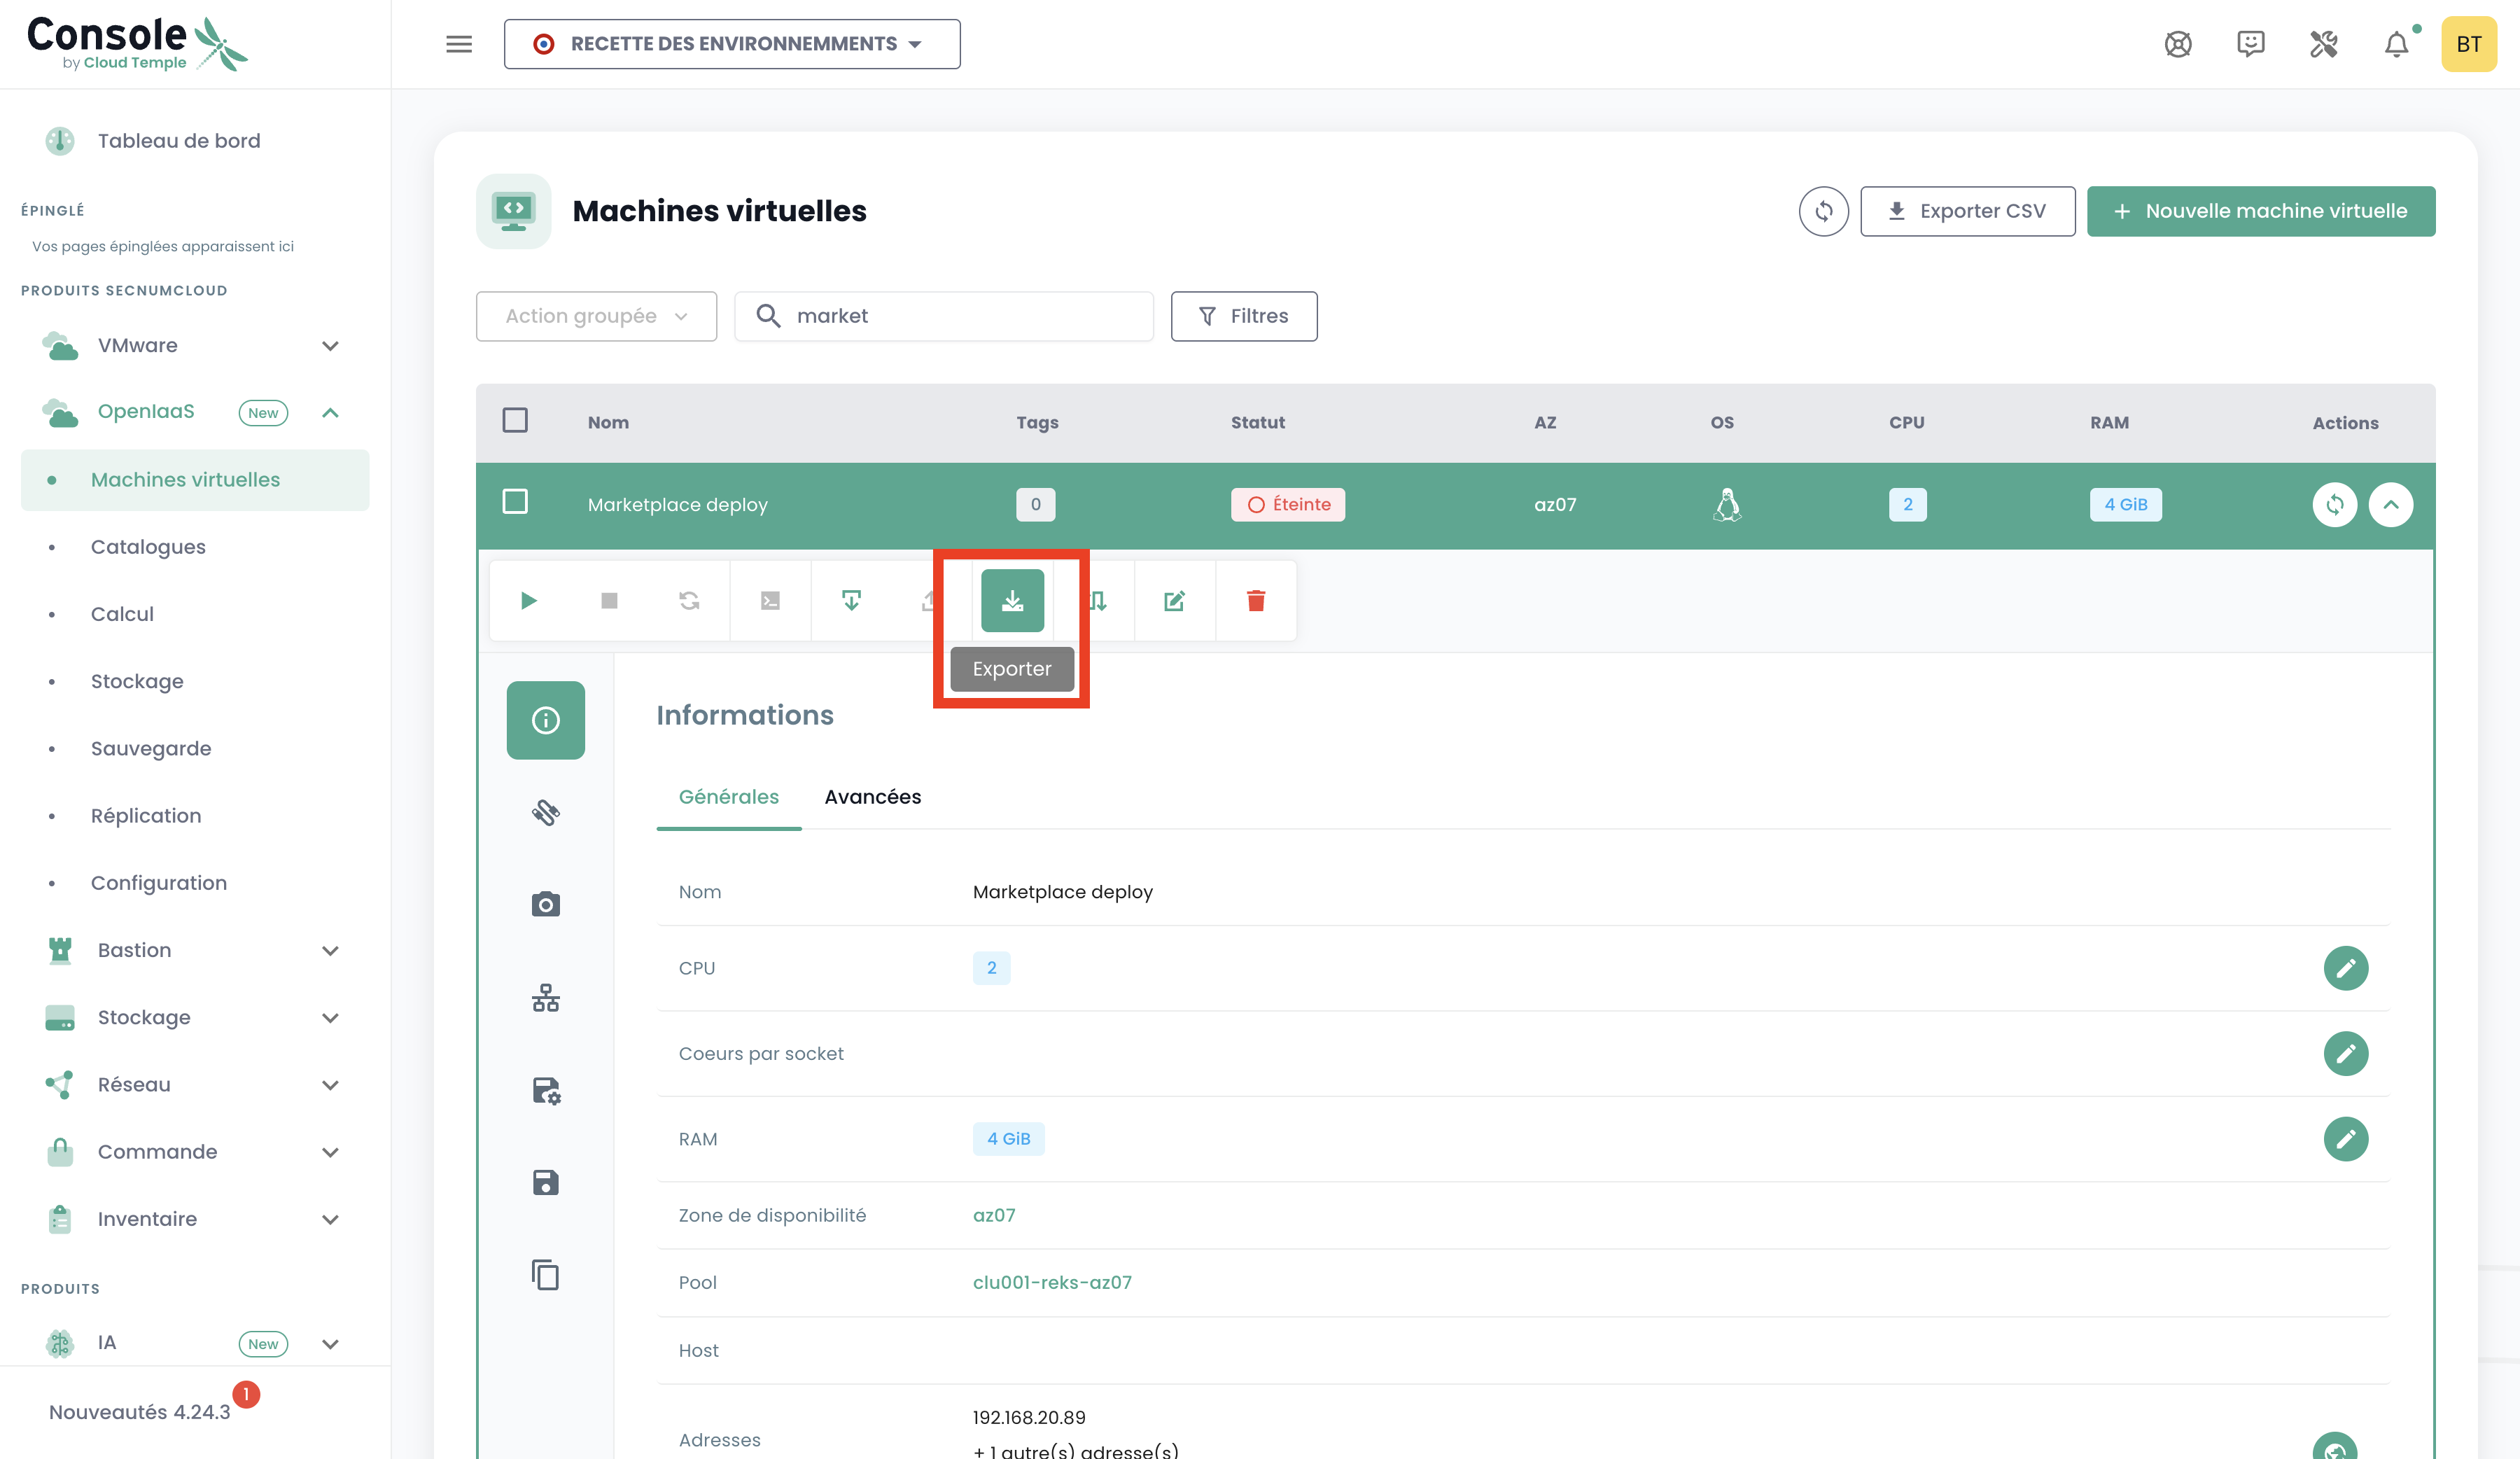 Console
by Cloud Temple
RECETTE DES ENVIRONNEMMENTS
BT
Tableau de bord
ÉPINGLÉ
Vos pages épinglées apparaissent ici
PRODUITS SECNUMCLOUD
VMware
OpenIaaS New
Machines virtuelles
Catalogues
Calcul
Stockage
Sauvegarde
Réplication
Configuration
Bastion
Stockage
Réseau
Commande
Inventaire
PRODUITS
IA New
Nouveautés 4.24.3 1
Machines virtuelles
Exporter CSV
+ Nouvelle machine virtuelle
Action groupée
market
Filtres
Nom Tags Statut AZ OS CPU RAM Actions
Marketplace deploy 0 Éteinte az07 2 4 GiB
Exporter
Informations
Générales Avancées
Nom Marketplace deploy
CPU 2
Coeurs par socket
RAM 4 GiB
Zone de disponibilité az07
Pool clu001-reks-az07
Host
Adresses 192.168.20.89
+ 1 autre(s) adresse(s)